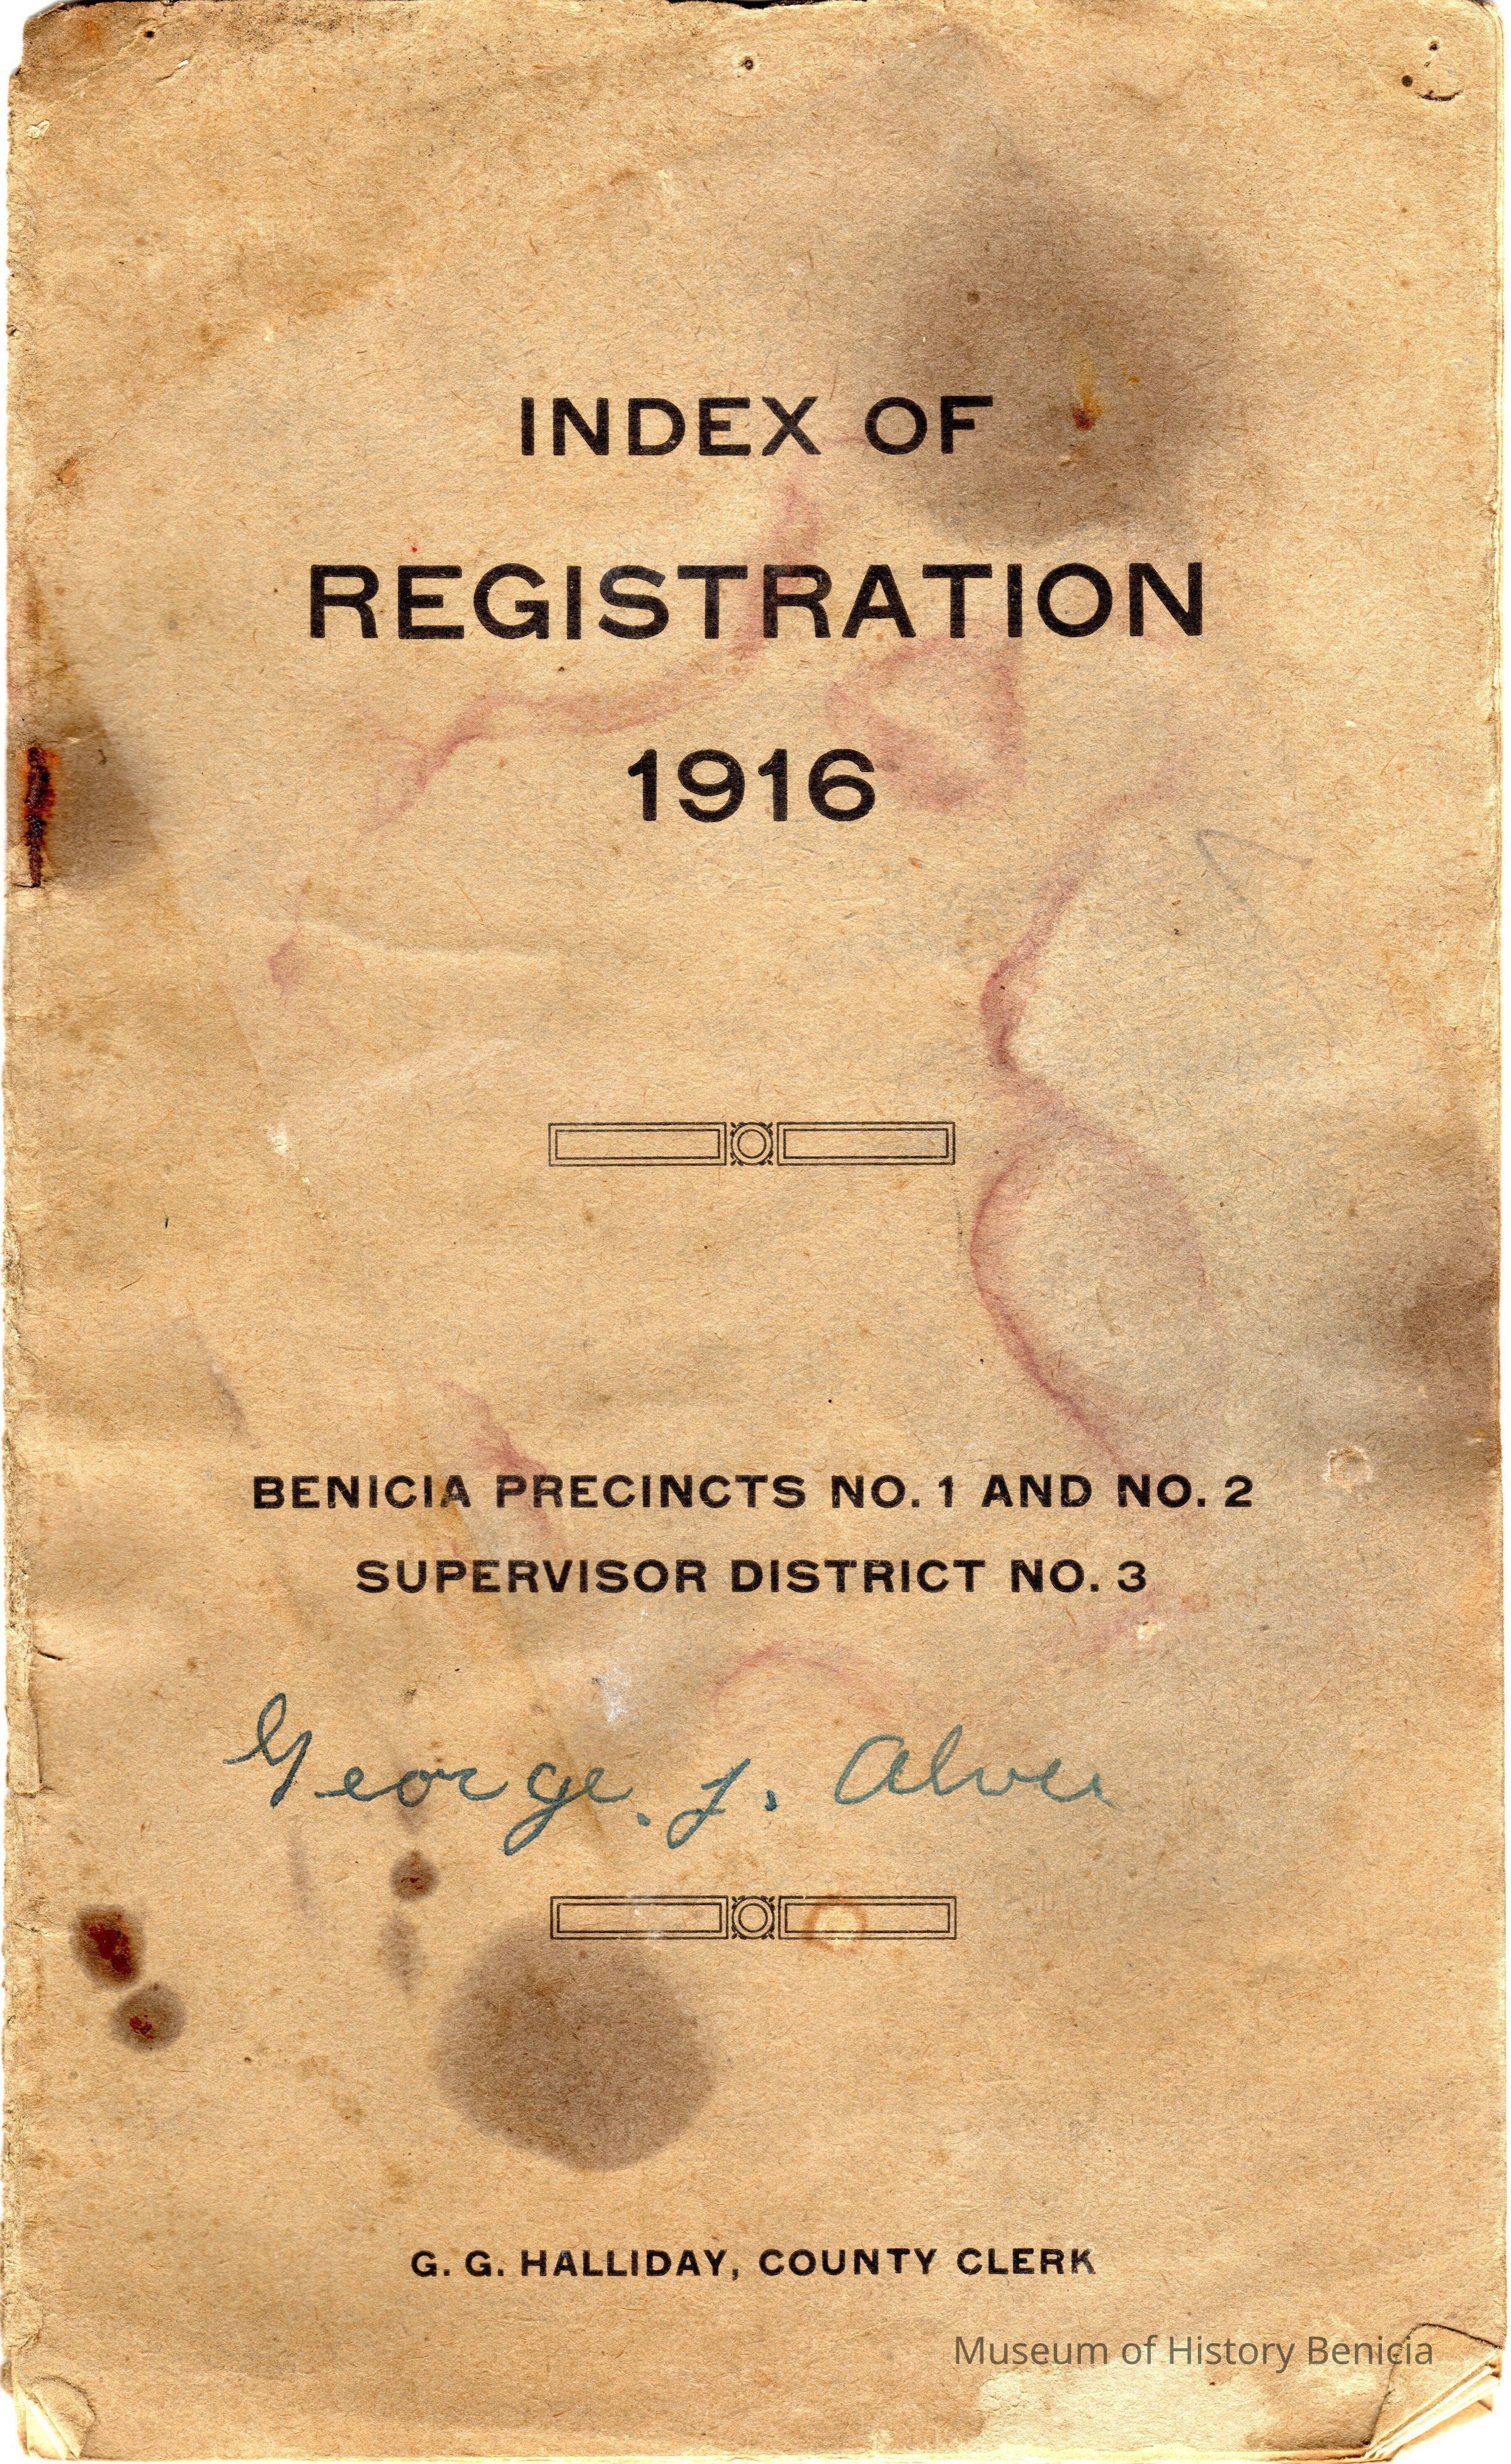 INDEX OF
REGISTRATION
1916
BENICIA PRECINCTS NO. 1 AND NO. 2
SUPERVISOR DISTRICT NO. 3
George. J.
G. G. HALLIDAY, COUNTY CLERK
Museum of History Benicia